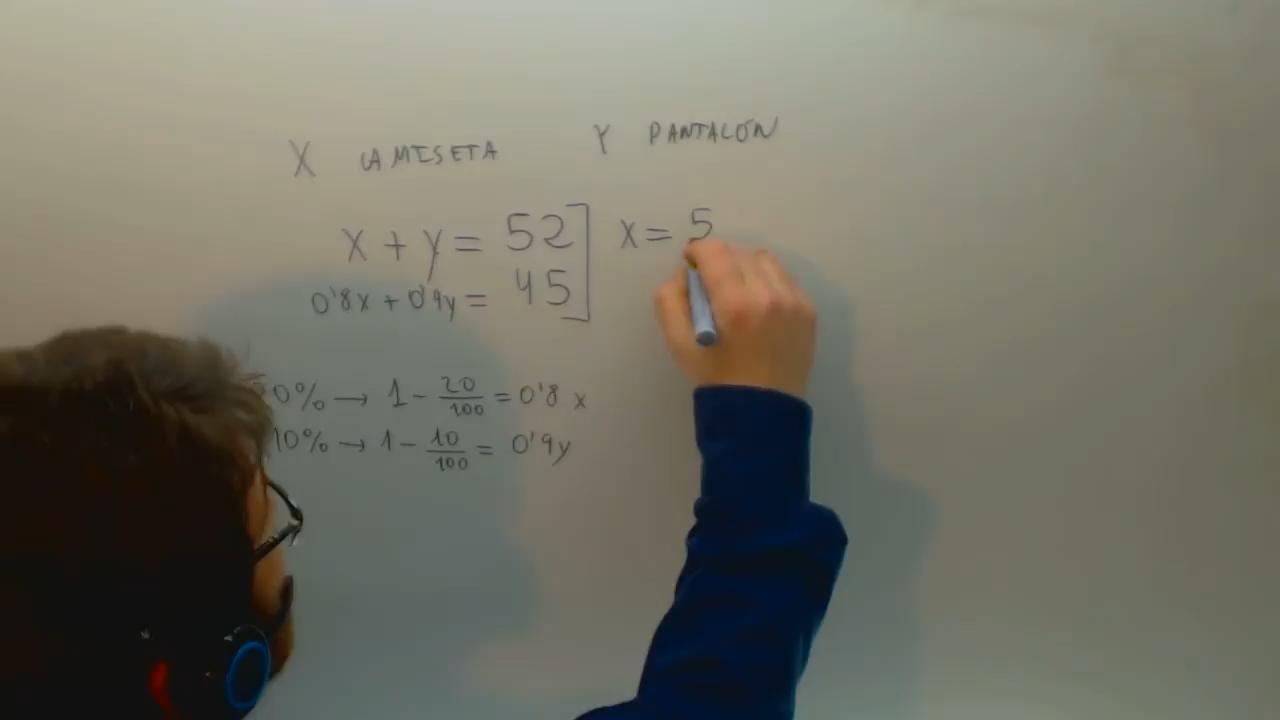 X CAMISETA Y PANTALÓN
x + y = 52 ] x = 5
0'8x + 0'9y = 45
0% → 1 - 20/100 = 0'8 x
10% → 1 - 10/100 = 0'9y